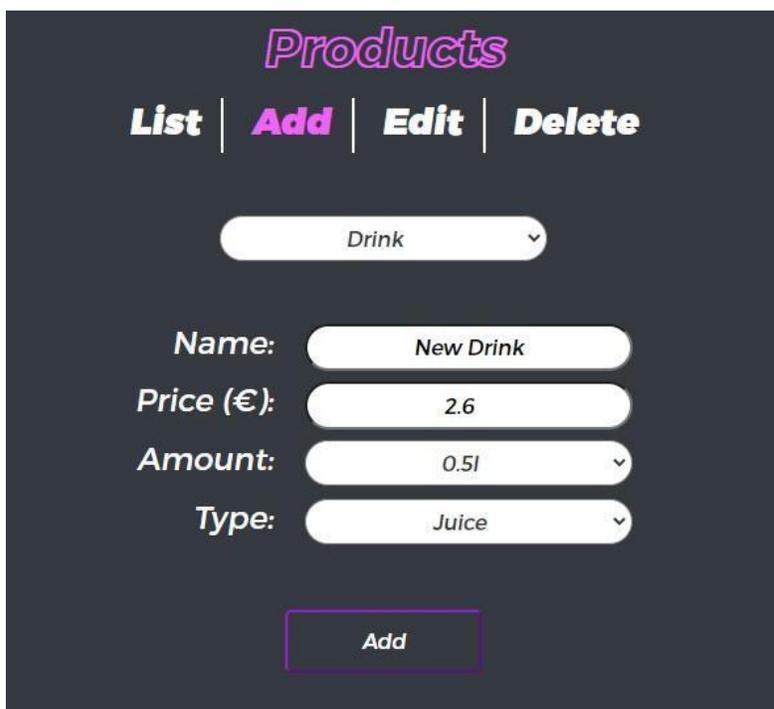 Products
List Add Edit Delete
Drink
Name: New Drink
Price (€): 2.6
Amount: 0.5l
Type: Juice
Add